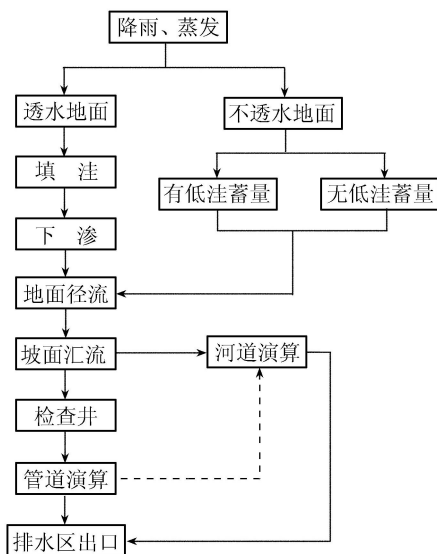 降雨、蒸发
透水地面
不透水地面
填 洼
有低洼蓄量
无低洼蓄量
下 渗
地面径流
坡面汇流
河道演算
检查井
管道演算
排水区出口